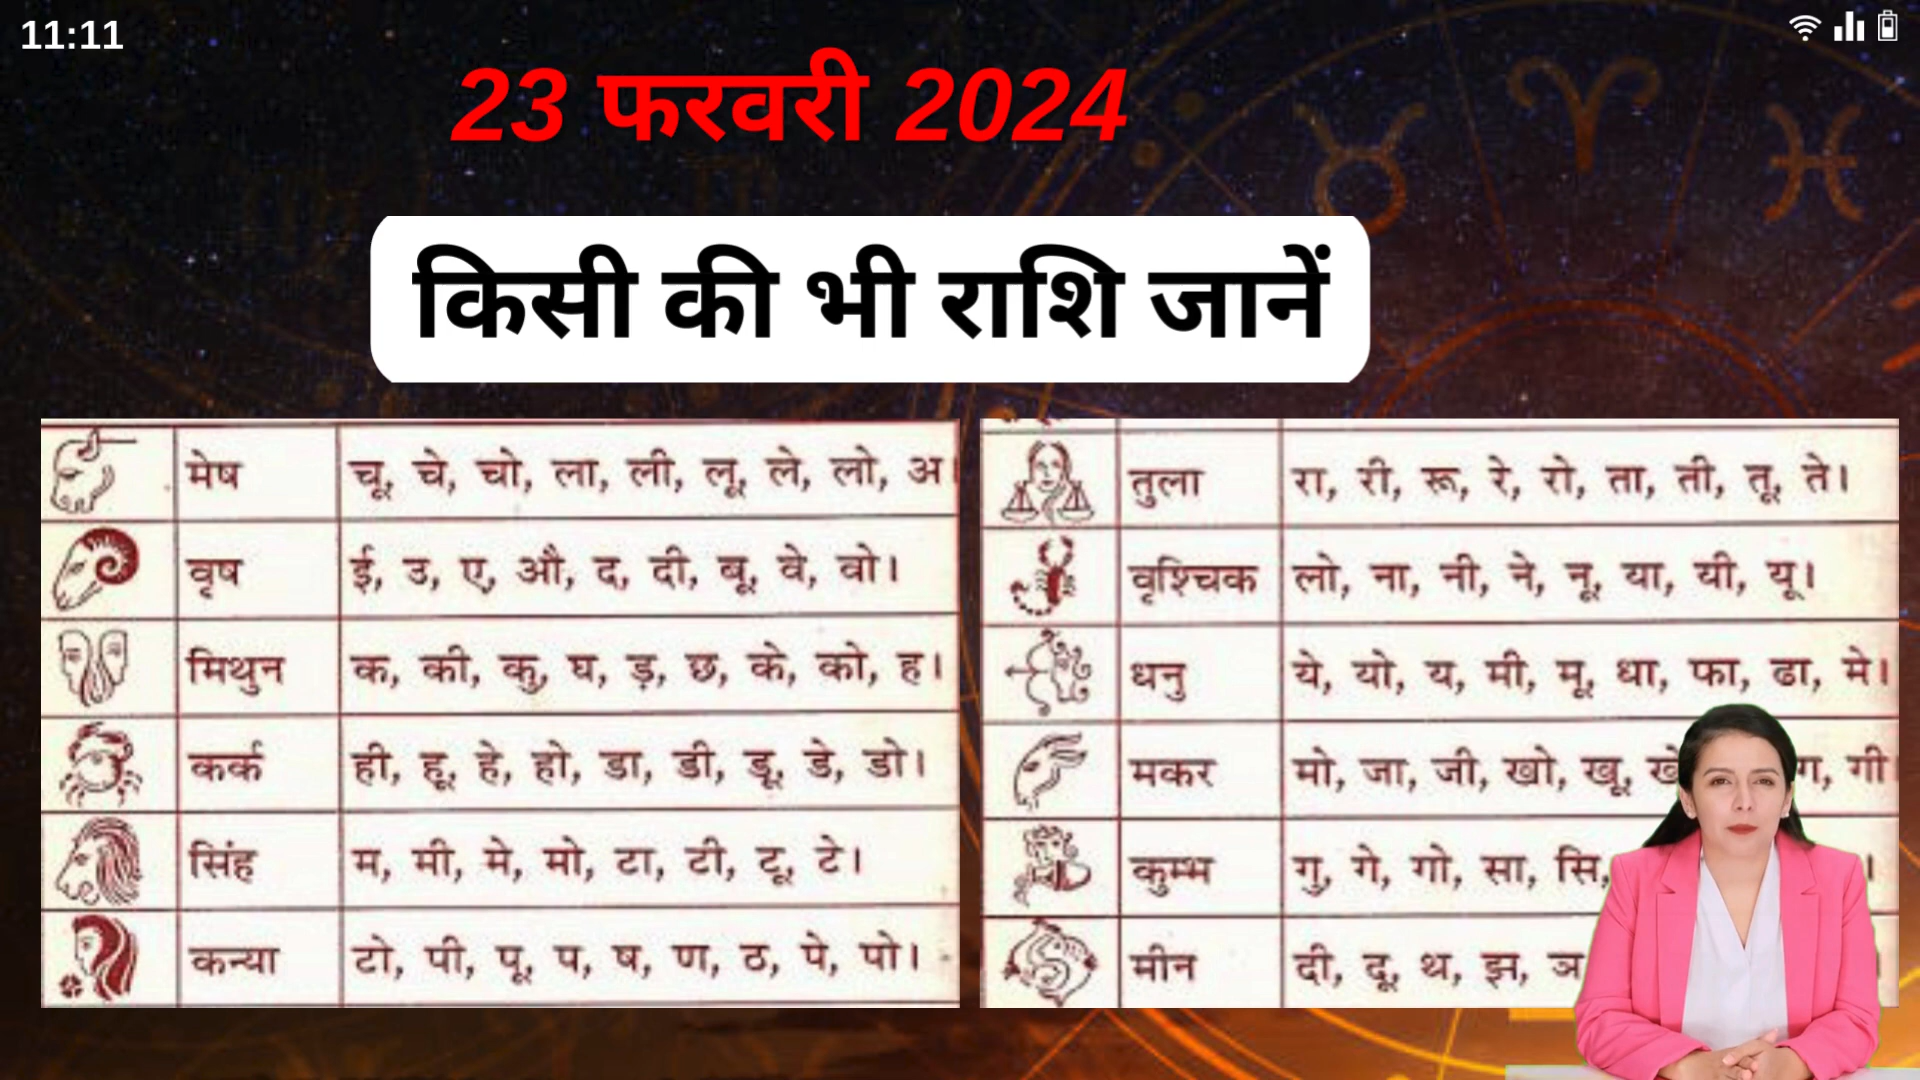 11:11
23 फरवरी 2024
किसी की भी राशि जानें
मेष चू, चे, चो, ला, ली, लू, ले, लो, अ।
वृष ई, उ, ए, औ, द, दी, बू, वे, वो।
मिथुन क, की, कु, घ, ड़, छ, के, को, ह।
कर्क ही, हू, हे, हो, डा, डी, डू, डे, डो।
सिंह म, मी, मे, मो, टा, टी, टू, टे।
कन्या टो, पी, पू, प, ष, ण, ठ, पे, पो।
तुला रा, री, रू, रे, रो, ता, ती, तू, ते।
वृश्चिक लो, ना, नी, ने, नू, या, यी, यू।
धनु ये, यो, य, मी, मू, धा, फा, ढा, मे।
मकर मो, जा, जी, खो, खू, ग, गी
कुम्भ गु, गे, गो, सा, सि,
मीन दी, दू, थ, झ, ञ